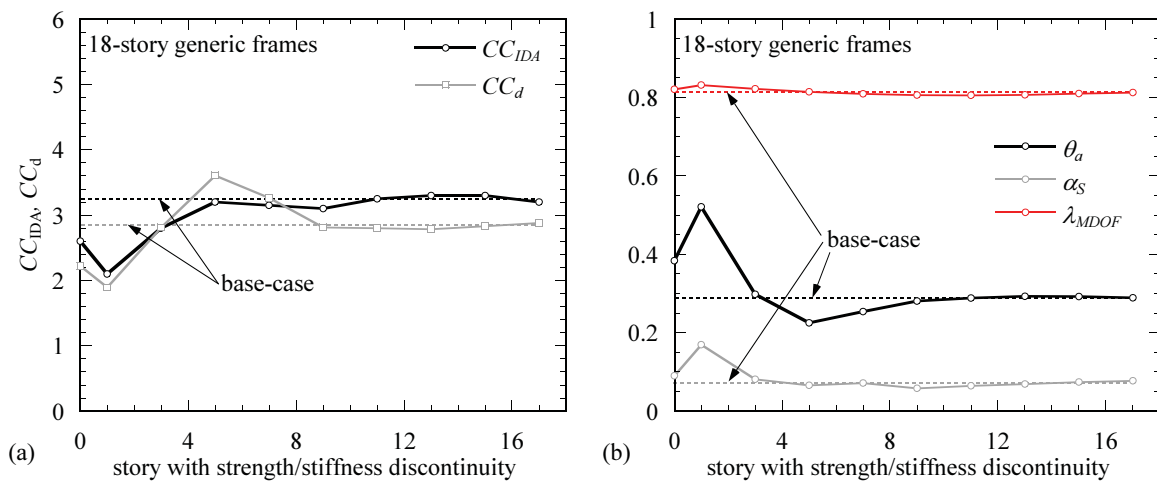 6
18-story generic frames
CC_IDA
5
CC_d
4
CC_IDA, CC_d
3
2
base-case
1
0
0 4 8 12 16
(a) story with strength/stiffness discontinuity
1
18-story generic frames
0.8
θ_a
0.6
α_S
λ_MDOF
base-case
0.4
0.2
0
0 4 8 12 16
(b) story with strength/stiffness discontinuity